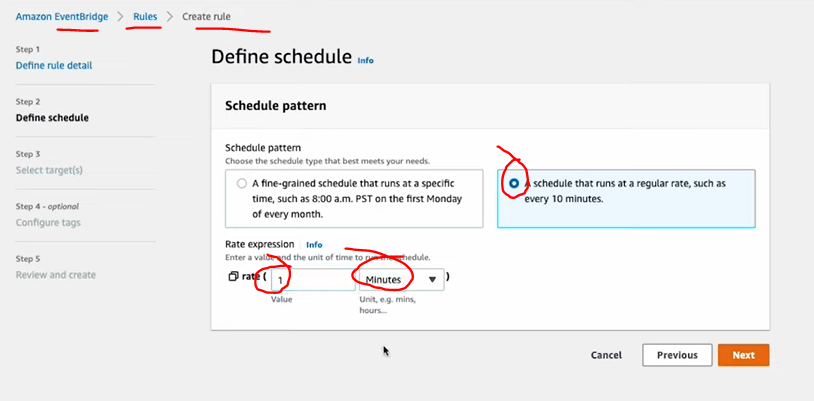 Amazon EventBridge > Rules > Create rule
Step 1
Define rule detail
Step 2
Define schedule
Step 3
Select target(s)
Step 4 - optional
Configure tags
Step 5
Review and create
Define schedule Info
Schedule pattern
Schedule pattern
Choose the schedule type that best meets your needs.
A fine-grained schedule that runs at a specific
time, such as 8:00 a.m. PST on the first Monday
of every month.
A schedule that runs at a regular rate, such as
every 10 minutes.
Rate expression Info
Enter a value and the unit of time to run the schedule.
rate ( 1 Minutes )
Value
Unit, e.g. mins,
hours...
Cancel Previous Next